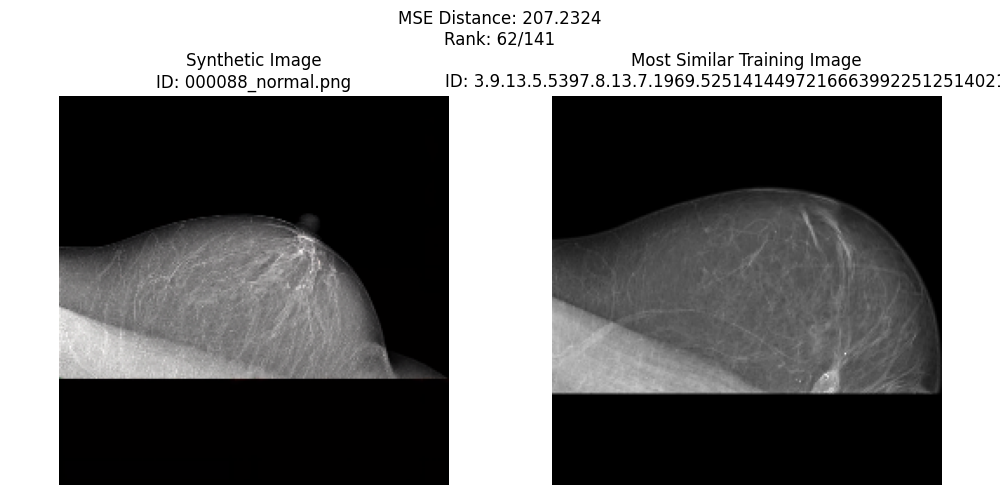 MSE Distance: 207.2324
Rank: 62/141
Synthetic Image
ID: 000088_normal.png
Most Similar Training Image
ID: 3.9.13.5.5397.8.13.7.1969.52514144972166639922512514021